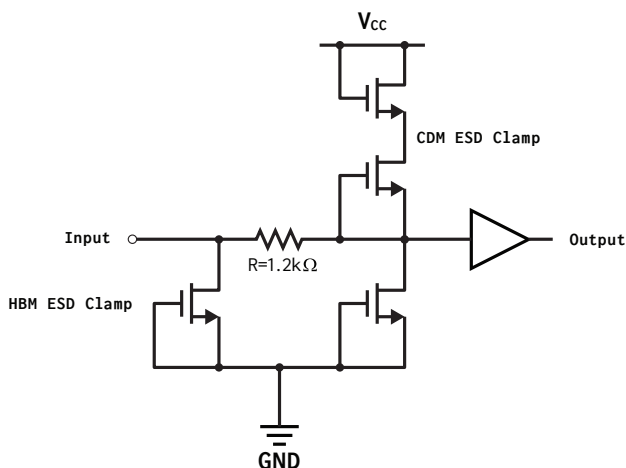 VCC
CDM ESD Clamp
Input
R=1.2kΩ
Output
HBM ESD Clamp
GND